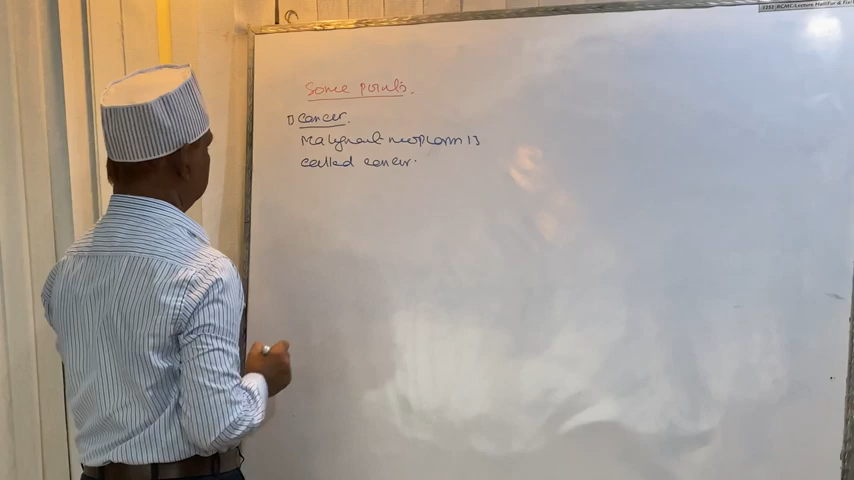 Some points.
Cancer.
Malignant neoplasm is
called cancer.